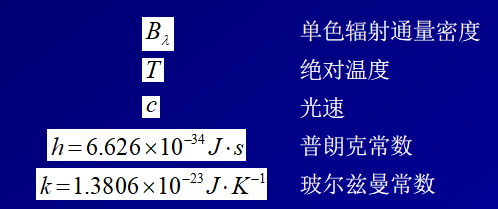 B_λ 单色辐射通量密度
T 绝对温度
c 光速
h=6.626×10^{-34} J·s 普朗克常数
k=1.3806×10^{-23} J·K^{-1} 玻尔兹曼常数